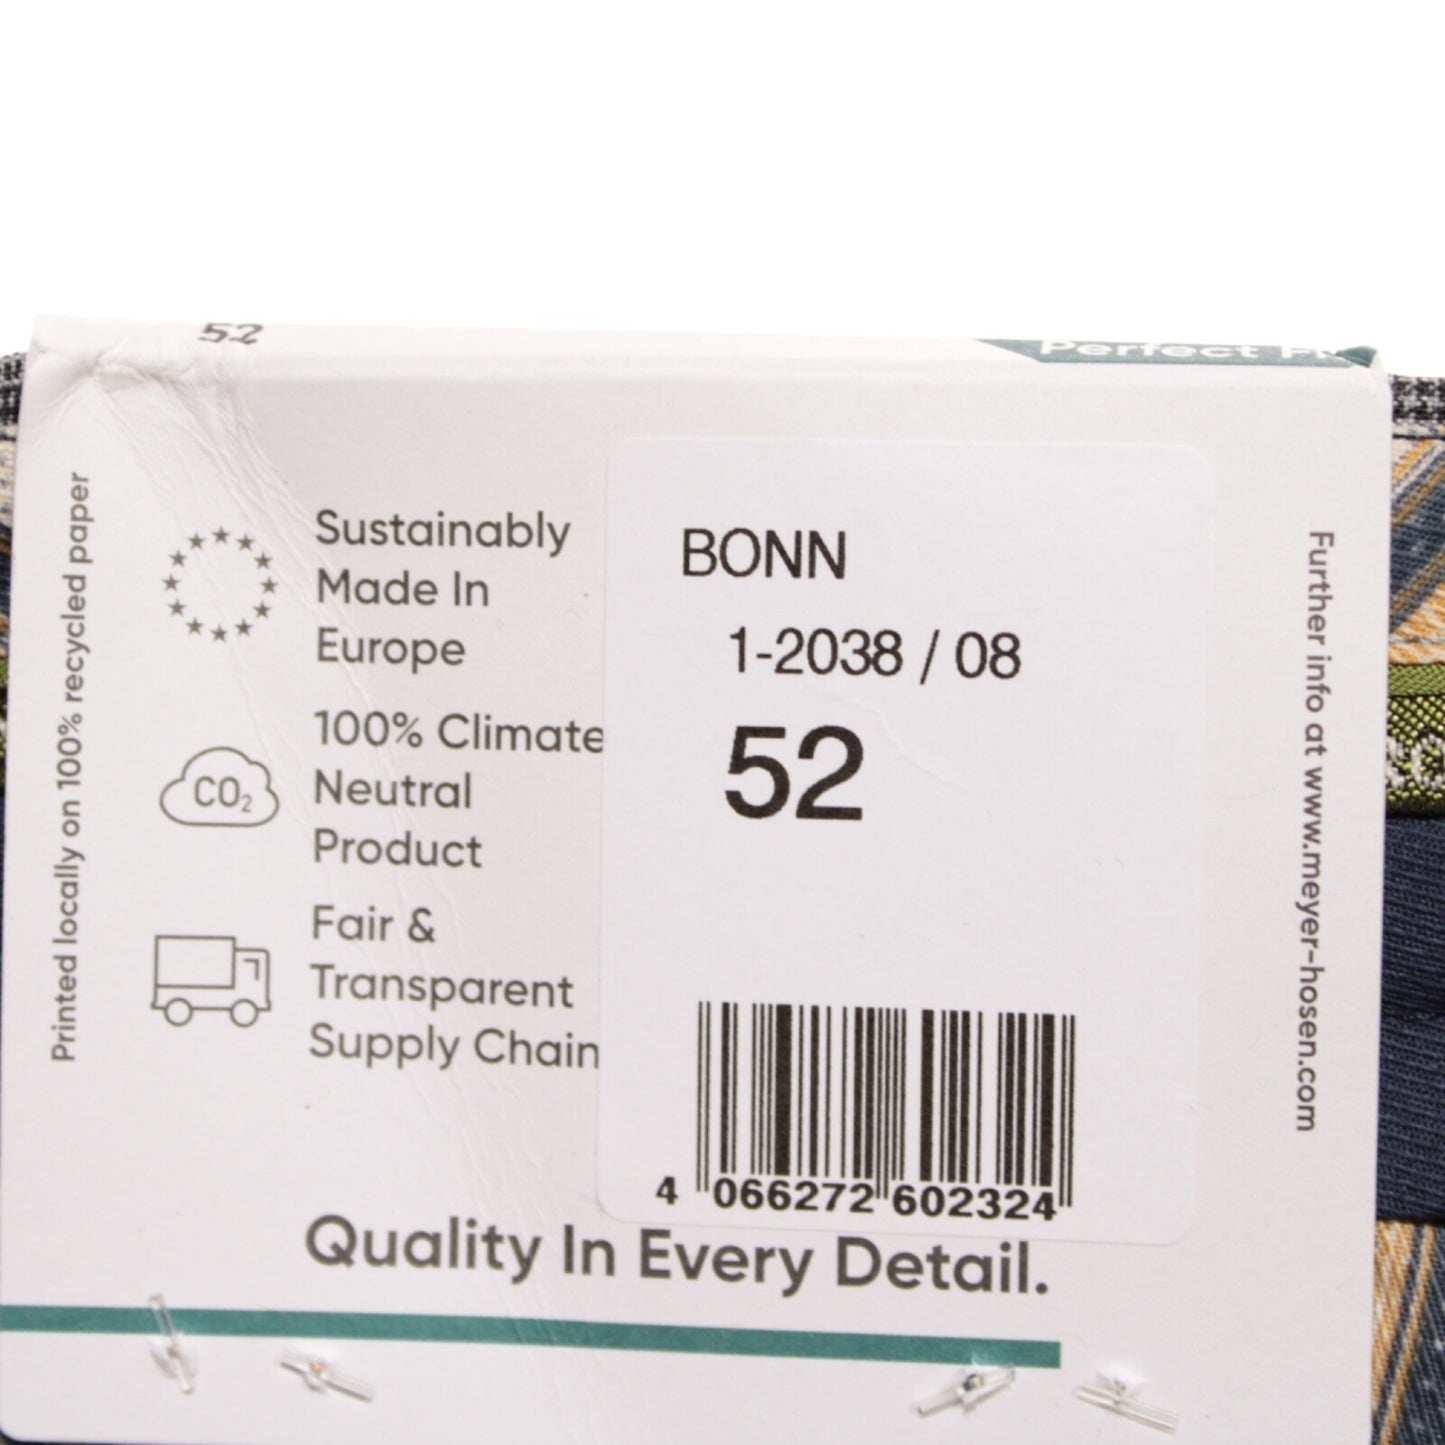 52
Perfect
Printed locally on 100% recycled paper
Sustainably
Made In
Europe
CO₂
100% Climate
Neutral
Product
Fair &
Transparent
Supply Chain
BONN
1-2038 / 08
52
4 066272 602324
Further info at www.meyer-hosen.com
Quality In Every Detail.